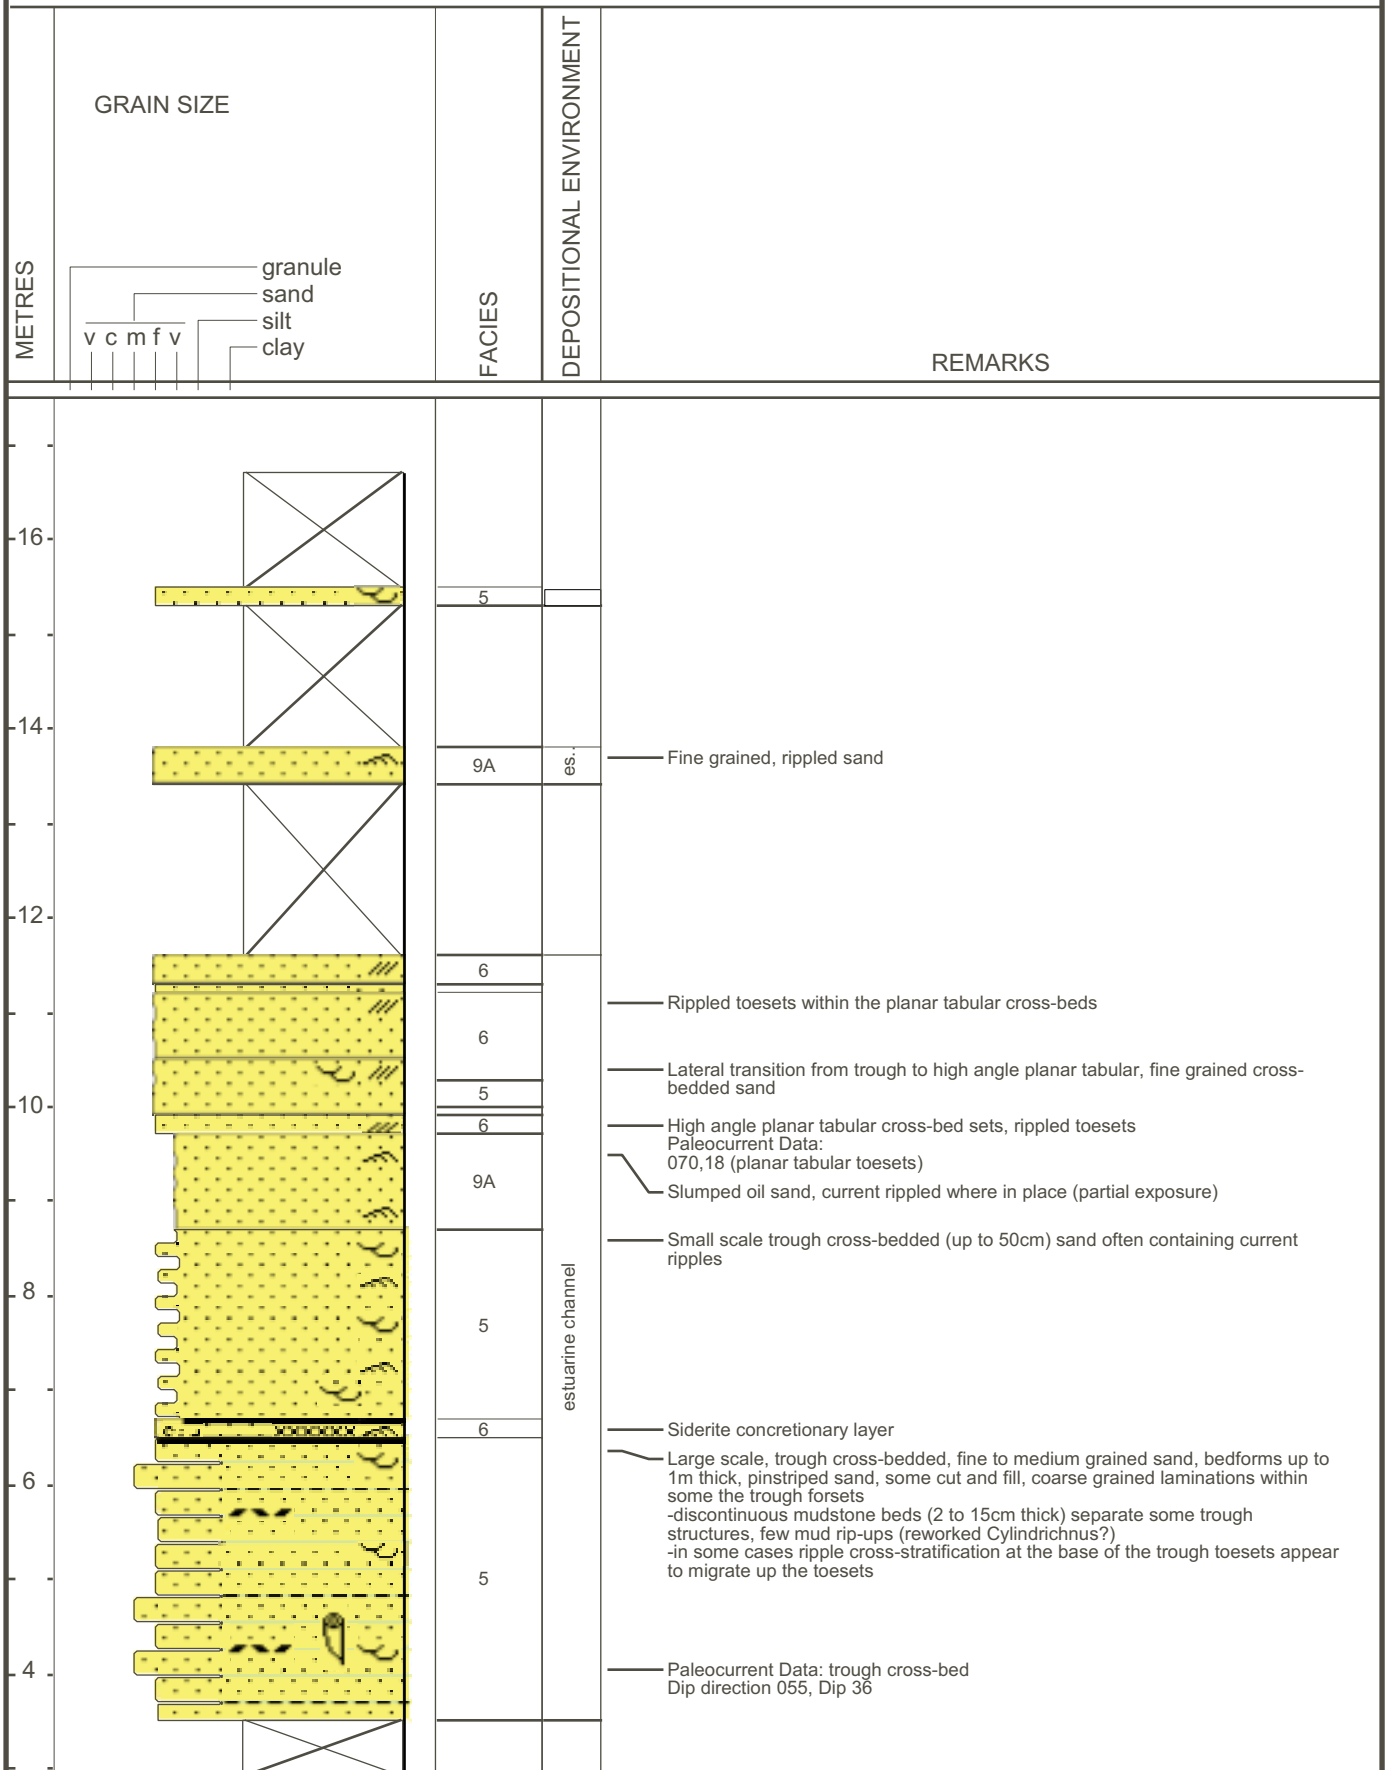 GRAIN SIZE
METRES
granule
sand
silt
clay
v c m f v
FACIES
DEPOSITIONAL ENVIRONMENT
REMARKS
16
5
14
9A
es..
Fine grained, rippled sand
12
6
Rippled toesets within the planar tabular cross-beds
6
Lateral transition from trough to high angle planar tabular, fine grained cross-
bedded sand
5
10
6
High angle planar tabular cross-bed sets, rippled toesets
Paleocurrent Data:
070,18 (planar tabular toesets)
9A
Slumped oil sand, current rippled where in place (partial exposure)
Small scale trough cross-bedded (up to 50cm) sand often containing current
ripples
8
5
estuarine channel
6
Siderite concretionary layer
Large scale, trough cross-bedded, fine to medium grained sand, bedforms up to
1m thick, pinstriped sand, some cut and fill, coarse grained laminations within
some the trough forsets
-discontinuous mudstone beds (2 to 15cm thick) separate some trough
structures, few mud rip-ups (reworked Cylindrichnus?)
-in some cases ripple cross-stratification at the base of the trough toesets appear
to migrate up the toesets
6
5
4
Paleocurrent Data: trough cross-bed
Dip direction 055, Dip 36